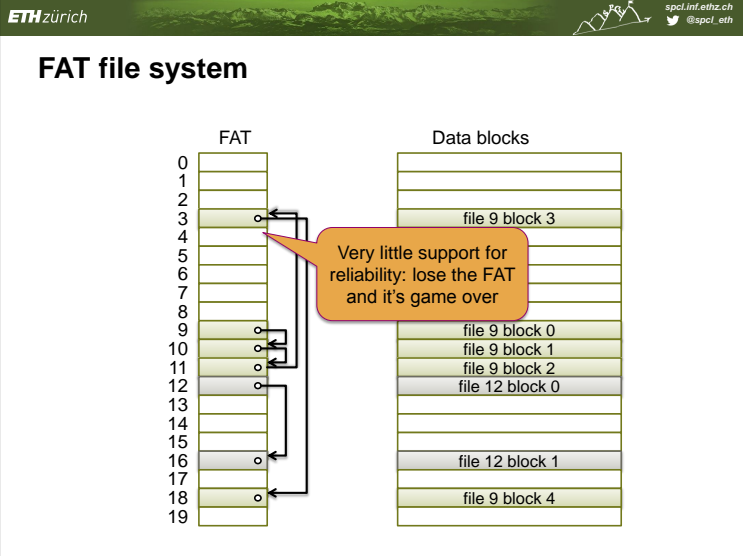 ETH zürich
spcl.inf.ethz.ch
@spcl_eth
FAT file system
FAT
Data blocks
0
1
2
3
file 9 block 3
4
Very little support for
reliability: lose the FAT
and it's game over
5
6
7
8
9
file 9 block 0
10
file 9 block 1
11
file 9 block 2
12
file 12 block 0
13
14
15
16
file 12 block 1
17
18
file 9 block 4
19